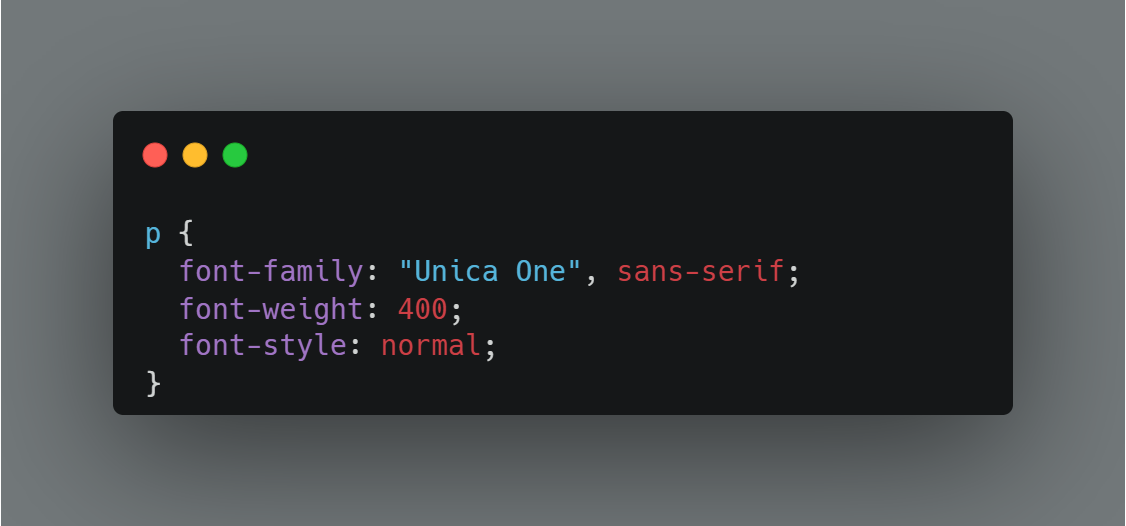 p {
  font-family: "Unica One", sans-serif;
  font-weight: 400;
  font-style: normal;
}